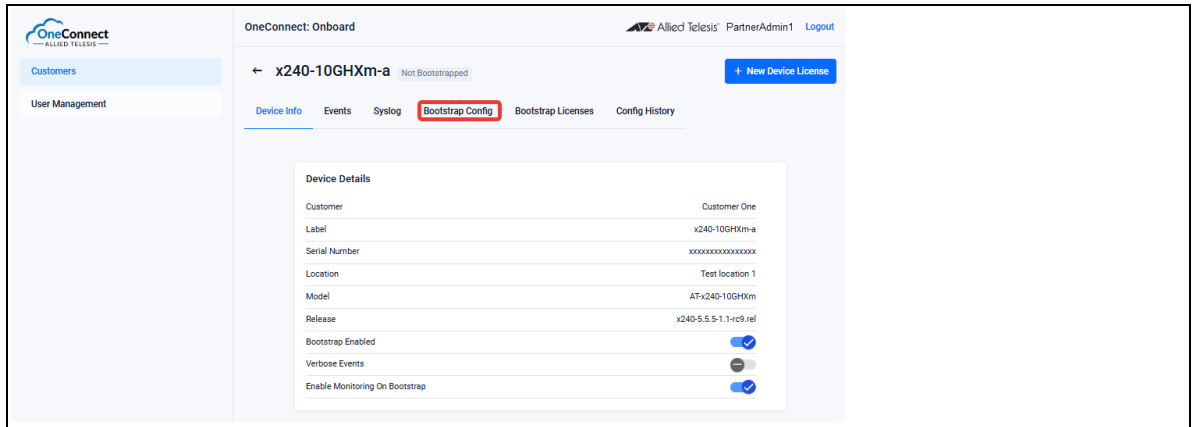 OneConnect
ALLIED TELESIS
Customers
User Management
OneConnect: Onboard
Allied Telesis PartnerAdmin1 Logout
← x240-10GHXm-a Not Bootstrapped + New Device License
Device Info Events Syslog Bootstrap Config Bootstrap Licenses Config History
Device Details
Customer Customer One
Label x240-10GHXm-a
Serial Number xxxxxxxxxxxxxxxx
Location Test location 1
Model AT-x240-10GHXm
Release x240-5.5.5-1.1-rc9.rel
Bootstrap Enabled
Verbose Events
Enable Monitoring On Bootstrap